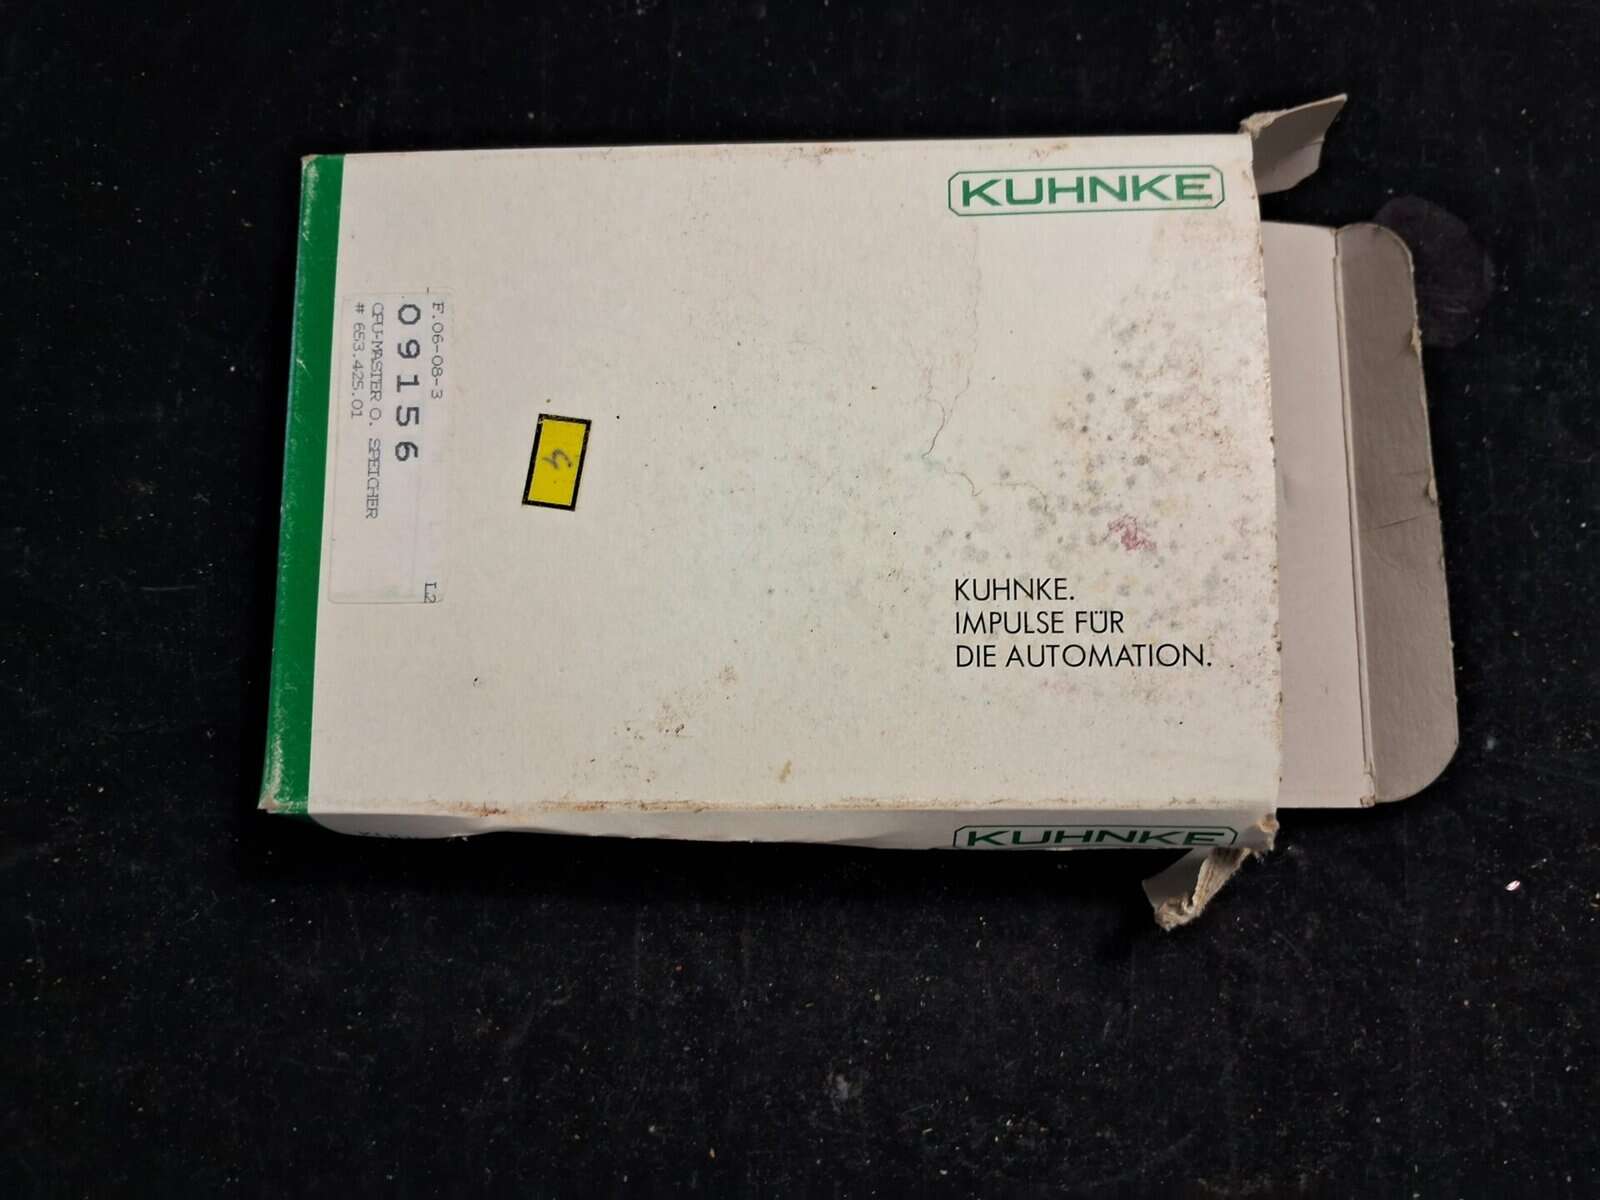 KUHNKE
F.06-08-3
09156
CPU-MASTER O. SPEICHER
# 653.425.01
L2
4
KUHNKE.
IMPULSE FÜR
DIE AUTOMATION.
KUHNKE